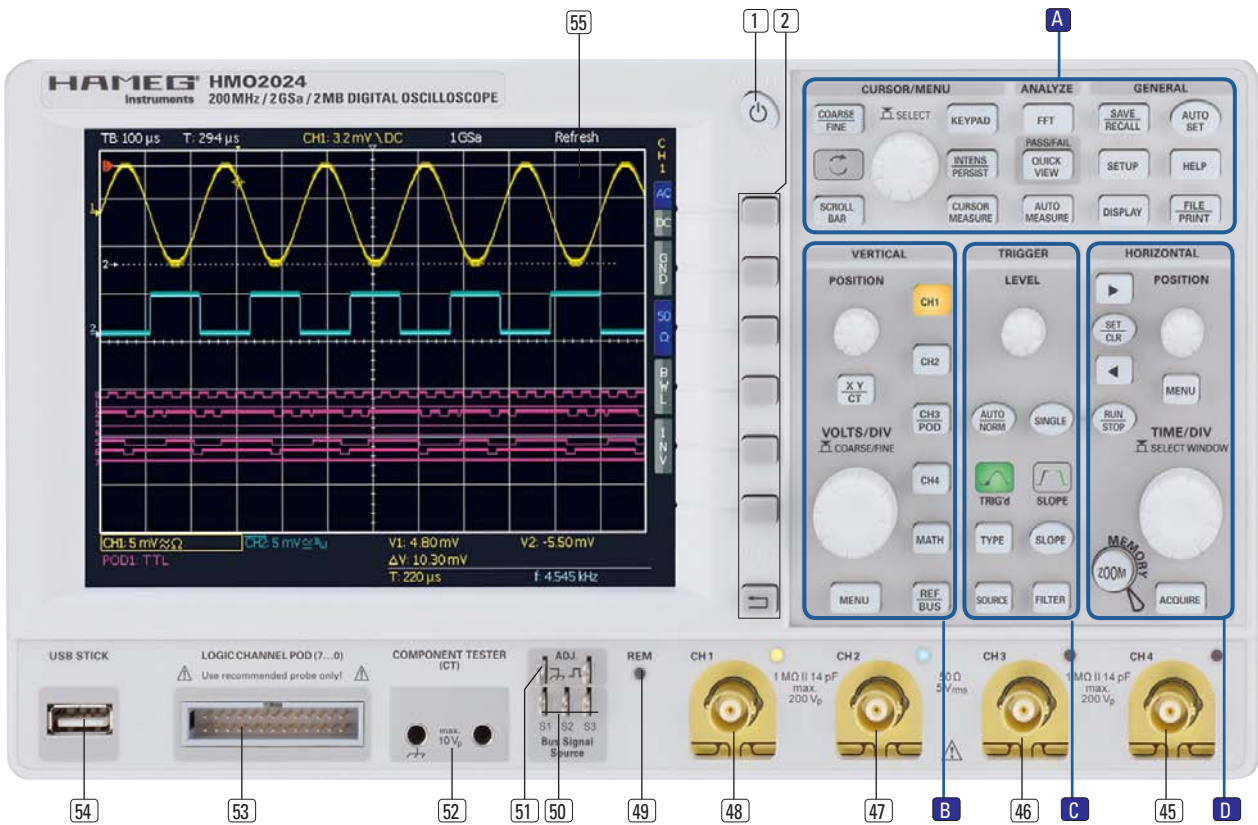 55
1
2
A
HAMEG® HMO2024
Instruments 200 MHz / 2 GSa / 2 MB DIGITAL OSCILLOSCOPE
CURSOR/MENU
ANALYZE
GENERAL
COARSE
FINE
SELECT
KEYPAD
FFT
SAVE
RECALL
AUTO
SET
PASS/FAIL
INTENS
PERSIST
QUICK
VIEW
SETUP
HELP
SCROLL
BAR
CURSOR
MEASURE
AUTO
MEASURE
DISPLAY
FILE
PRINT
TB: 100 µs T: 294 µs CH1: 3.2 mV \ DC 1GSa Refresh
CH1
AC
DC
GND
50
Ω
BWL
INV
1
2
2
CH1: 5 mV≂Ω CH2: 5 mV
POD1: TTL
V1: 4.80 mV V2: -5.50 mV
ΔV: 10.30 mV
T: 220 µs f: 4.545 kHz
VERTICAL
POSITION
CH1
CH2
X Y
CT
CH3
POD
VOLTS/DIV
COARSE/FINE
CH4
MATH
MENU
REF
BUS
TRIGGER
LEVEL
AUTO
NORM
SINGLE
TRIG'd
SLOPE
TYPE
SLOPE
SOURCE
FILTER
HORIZONTAL
POSITION
SET
CLR
MENU
RUN
STOP
TIME/DIV
SELECT WINDOW
MEMORY
ZOOM
ACQUIRE
USB STICK
LOGIC CHANNEL POD (7...0)
Use recommended probe only!
COMPONENT TESTER
(CT)
max.
10 Vp
ADJ
S1 S2 S3
Bus Signal
Source
REM
CH 1
1 MΩ II 14 pF
max.
200 Vp
CH 2
50 Ω
5 Vrms
CH 3
1 MΩ II 14 pF
max.
200 Vp
CH 4
54
53
52
51
50
49
48
47
B
46
C
45
D